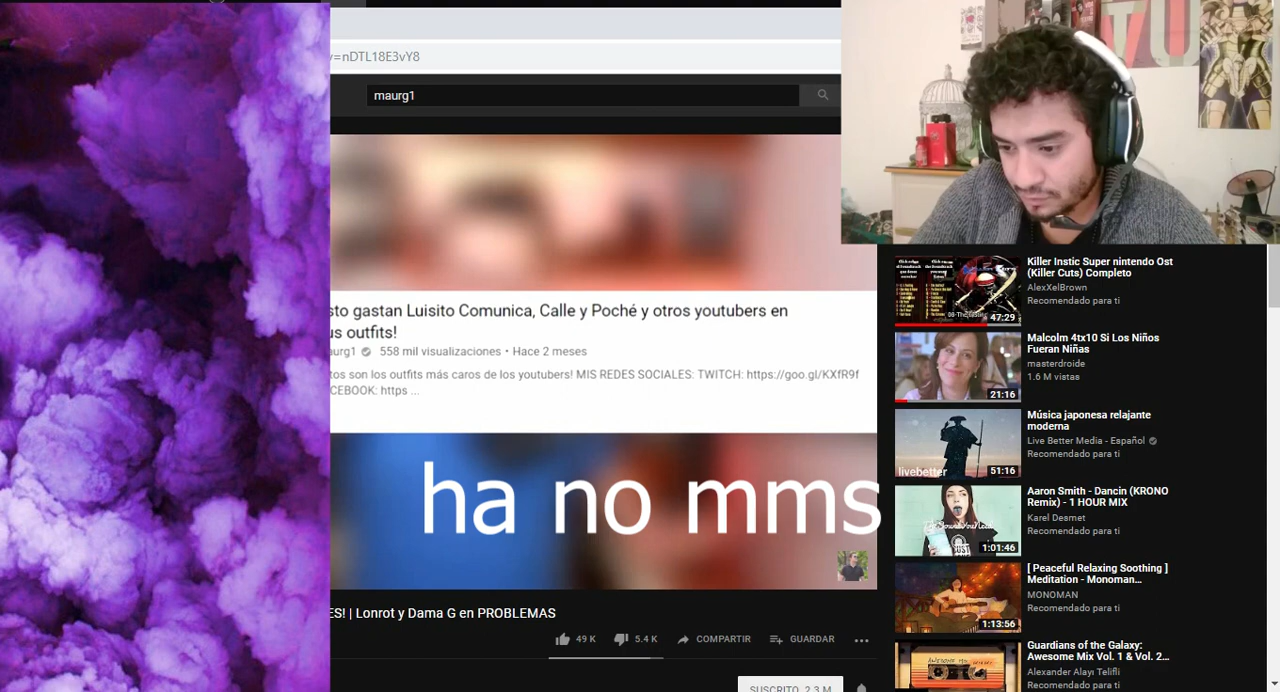 v=nDTL18E3vY8
maurg1
sto gastan Luisito Comunica, Calle y Poché y otros youtubers en
us outfits!
aurg1 558 mil visualizaciones • Hace 2 meses
tos son los outfits más caros de los youtubers! MIS REDES SOCIALES: TWITCH: https://goo.gl/KXfR9f
CEBOOK: https ...
ha no mms
ES! | Lonrot y Dama G en PROBLEMAS
49 K 5.4 K COMPARTIR GUARDAR
SUSCRITO 2.3 M
Killer Instic Super nintendo Ost
(Killer Cuts) Completo
AlexXelBrown
Recomendado para ti
47:29
Malcolm 4tx10 Si Los Niños
Fueran Niñas
masterdroide
1.6 M vistas
21:16
Música japonesa relajante
moderna
Live Better Media - Español
Recomendado para ti
livebetter
51:16
Aaron Smith - Dancin (KRONO
Remix) - 1 HOUR MIX
Karel Desmet
Recomendado para ti
1:01:46
[ Peaceful Relaxing Soothing ]
Meditation - Monoman...
MONOMAN
Recomendado para ti
1:13:56
Guardians of the Galaxy:
Awesome Mix Vol. 1 & Vol. 2...
Alexander Alayı Telifli
Recomendado para ti